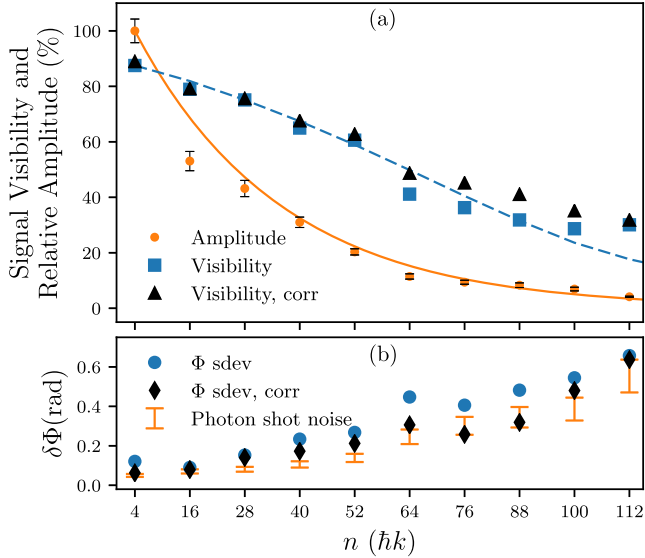 (a)
Signal Visibility and
Relative Amplitude (%)
100
80
60
40
20
0
Amplitude
Visibility
Visibility, corr
(b)
δΦ(rad)
0.6
0.4
0.2
0.0
Φ sdev
Φ sdev, corr
Photon shot noise
4 16 28 40 52 64 76 88 100 112
n (ħk)